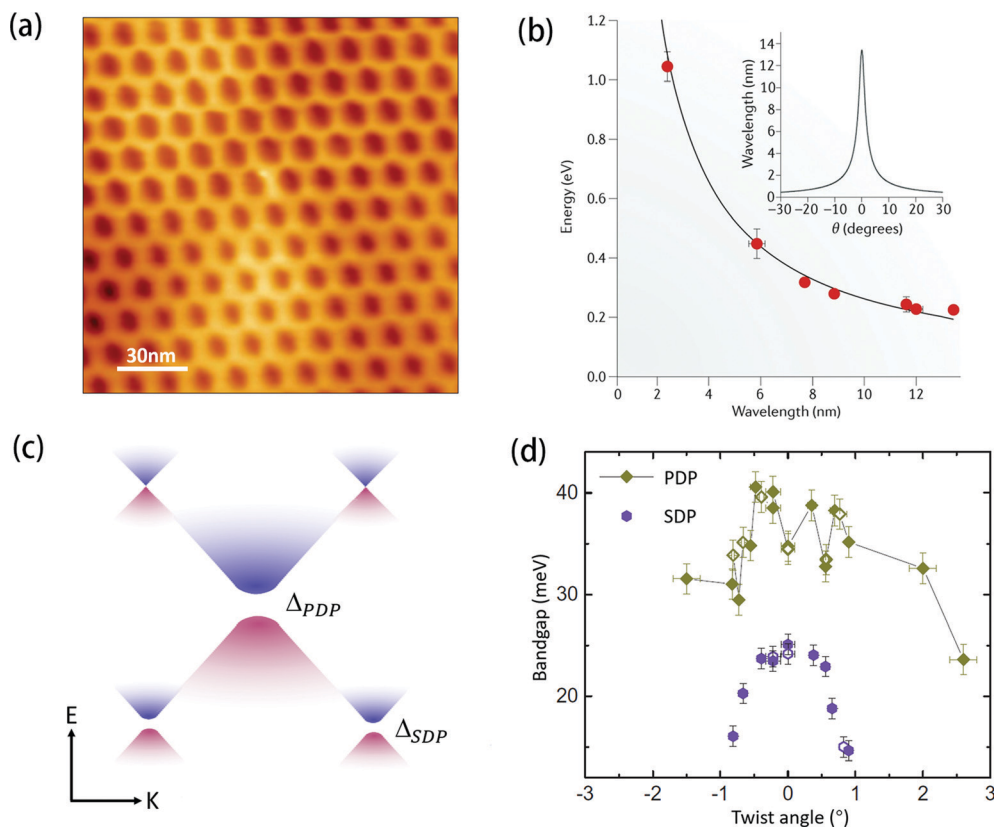 (a)
30nm
(b)
1.2
1.0
0.8
0.6
0.4
0.2
0.0
Energy (eV)
0
2
4
6
8
10
12
Wavelength (nm)
14
12
10
8
6
4
2
0
Wavelength (nm)
−30
−20
−10
0
10
20
30
θ (degrees)
(c)
Δ_PDP
Δ_SDP
E
K
(d)
PDP
SDP
40
30
20
Bandgap (meV)
-3
-2
-1
0
1
2
3
Twist angle (°)